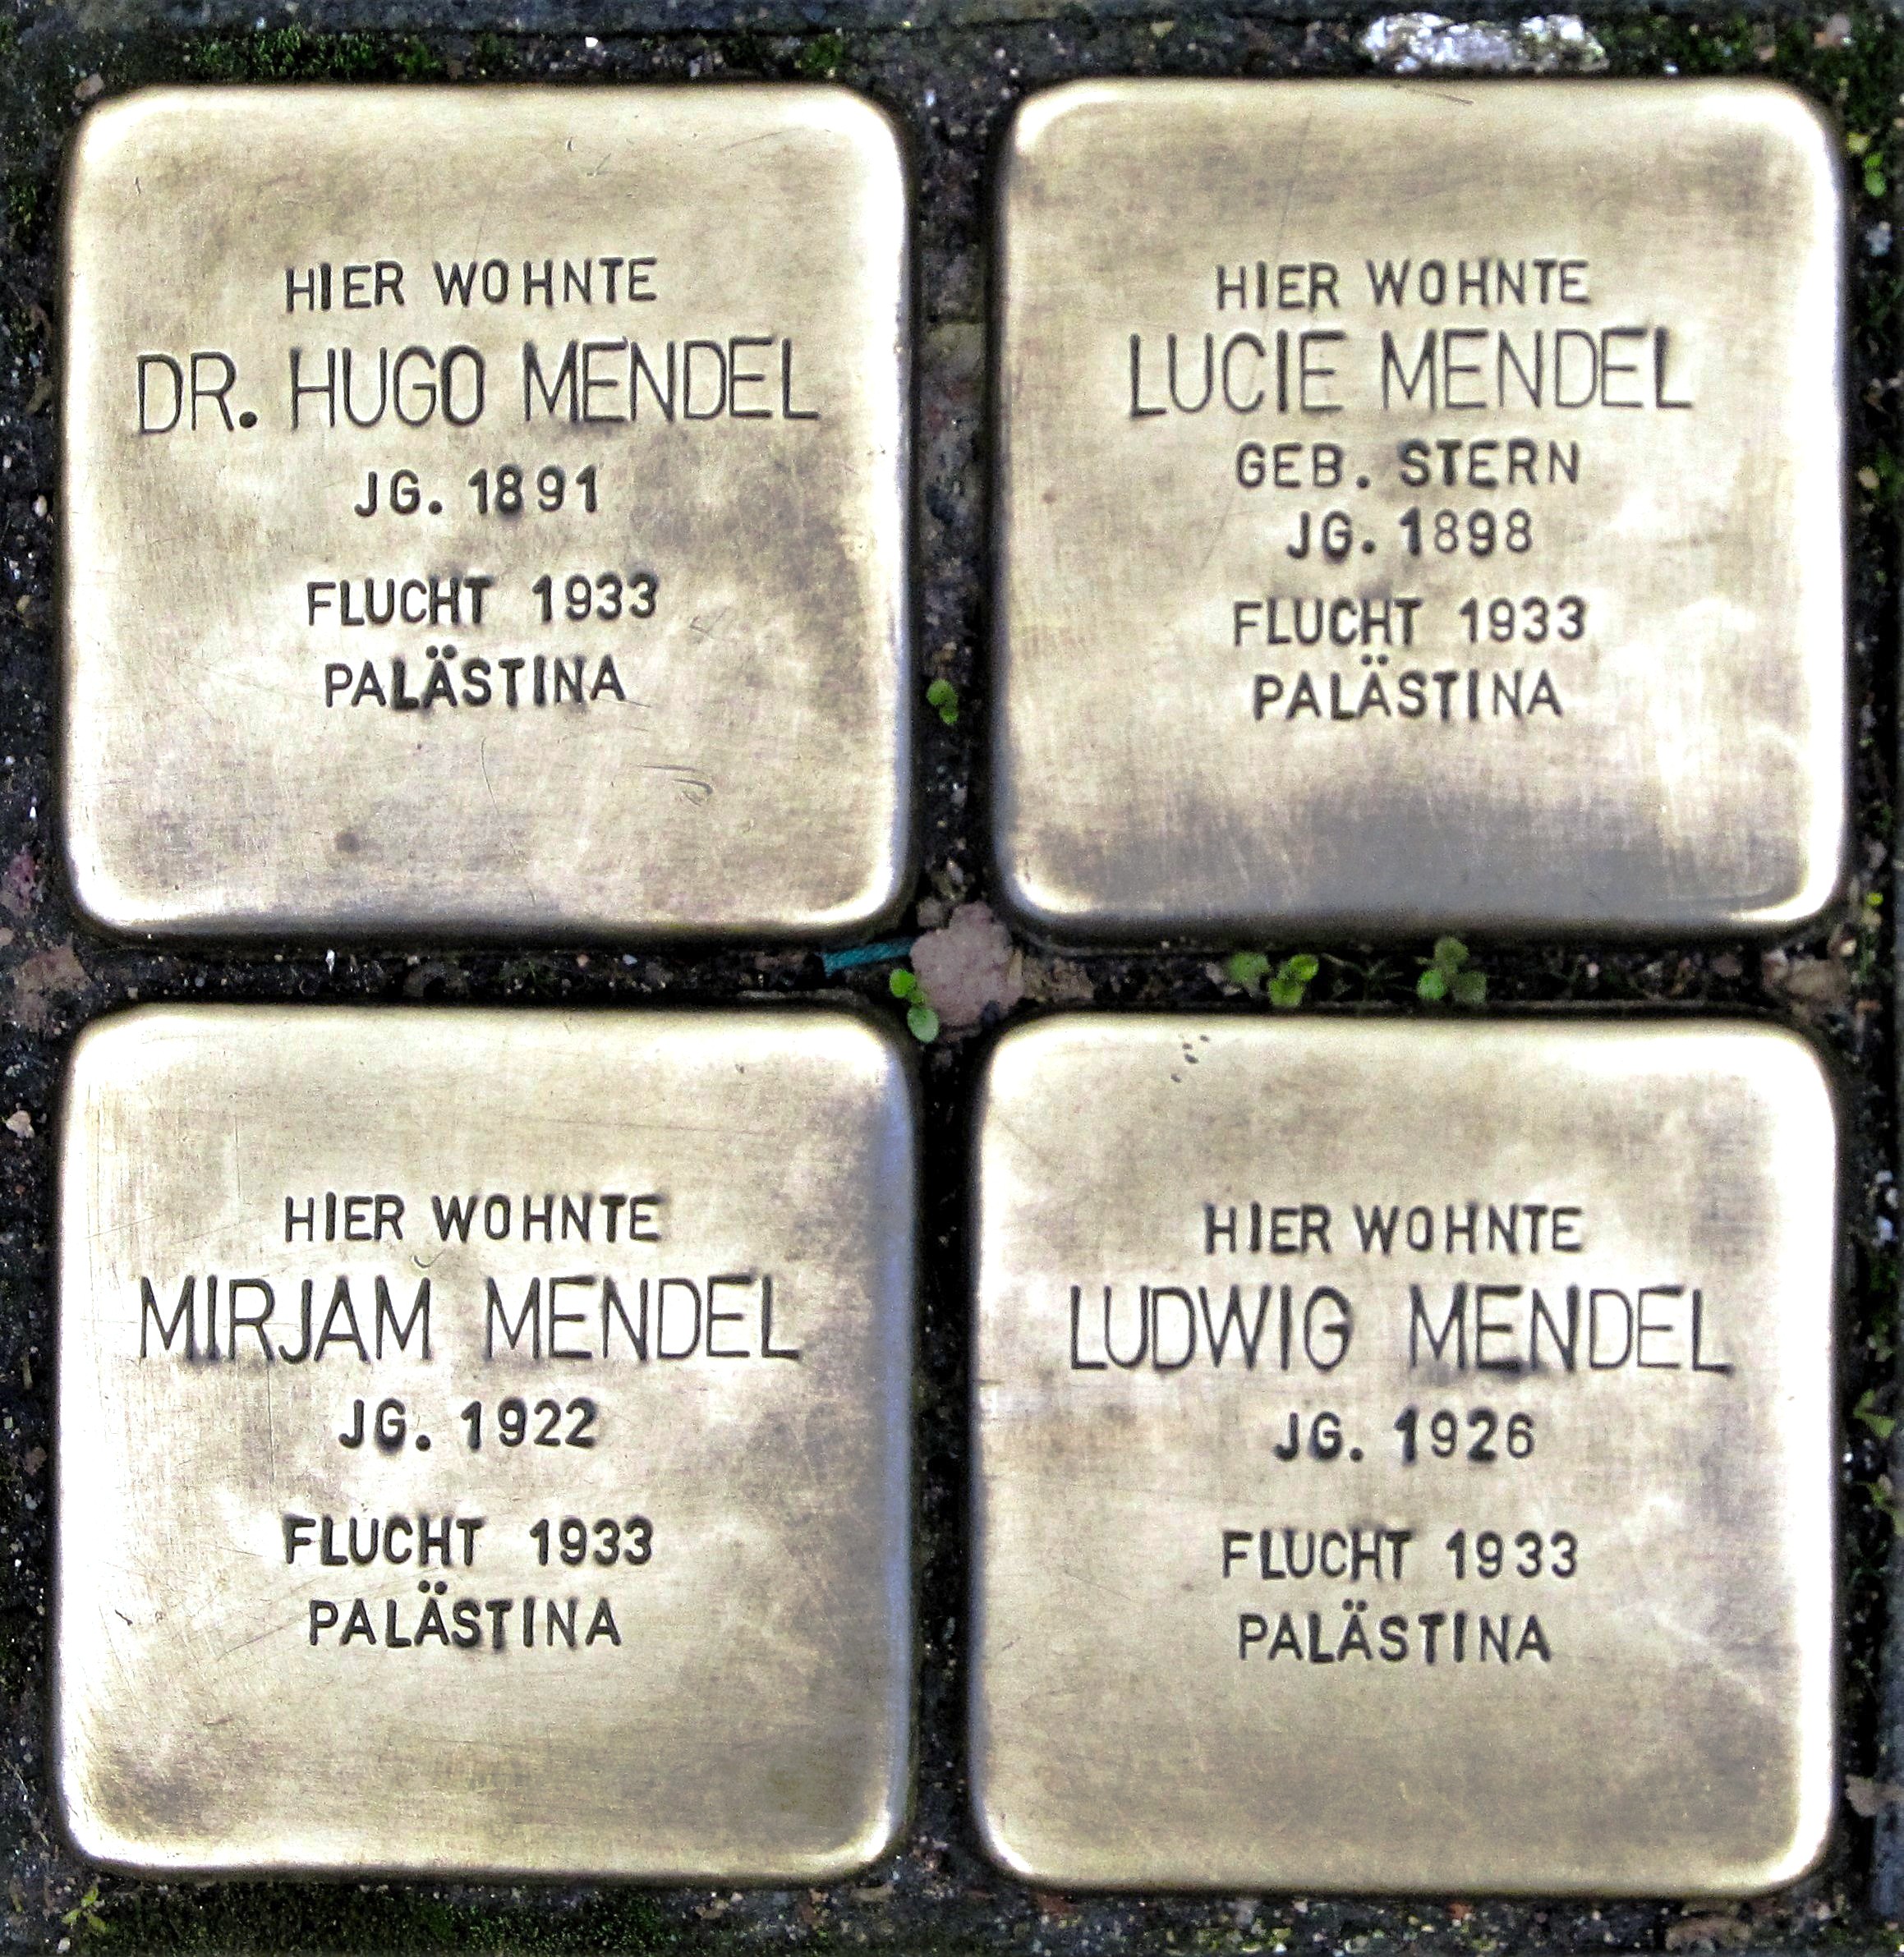 HIER WOHNTE
DR. HUGO MENDEL
JG. 1891
FLUCHT 1933
PALÄSTINA
HIER WOHNTE
LUCIE MENDEL
GEB. STERN
JG. 1898
FLUCHT 1933
PALÄSTINA
HIER WOHNTE
MIRJAM MENDEL
JG. 1922
FLUCHT 1933
PALÄSTINA
HIER WOHNTE
LUDWIG MENDEL
JG. 1926
FLUCHT 1933
PALÄSTINA